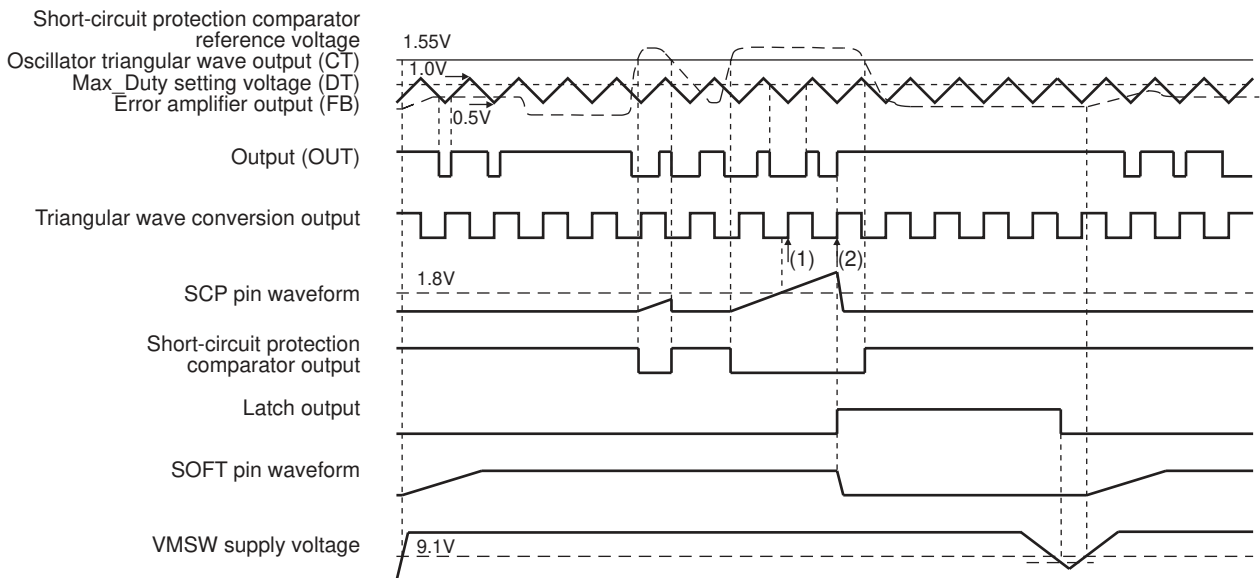 Short-circuit protection comparator
reference voltage
1.55V
Oscillator triangular wave output (CT)
1.0V
Max_Duty setting voltage (DT)
Error amplifier output (FB)
0.5V
Output (OUT)
Triangular wave conversion output
(1)
(2)
1.8V
SCP pin waveform
Short-circuit protection
comparator output
Latch output
SOFT pin waveform
VMSW supply voltage
9.1V